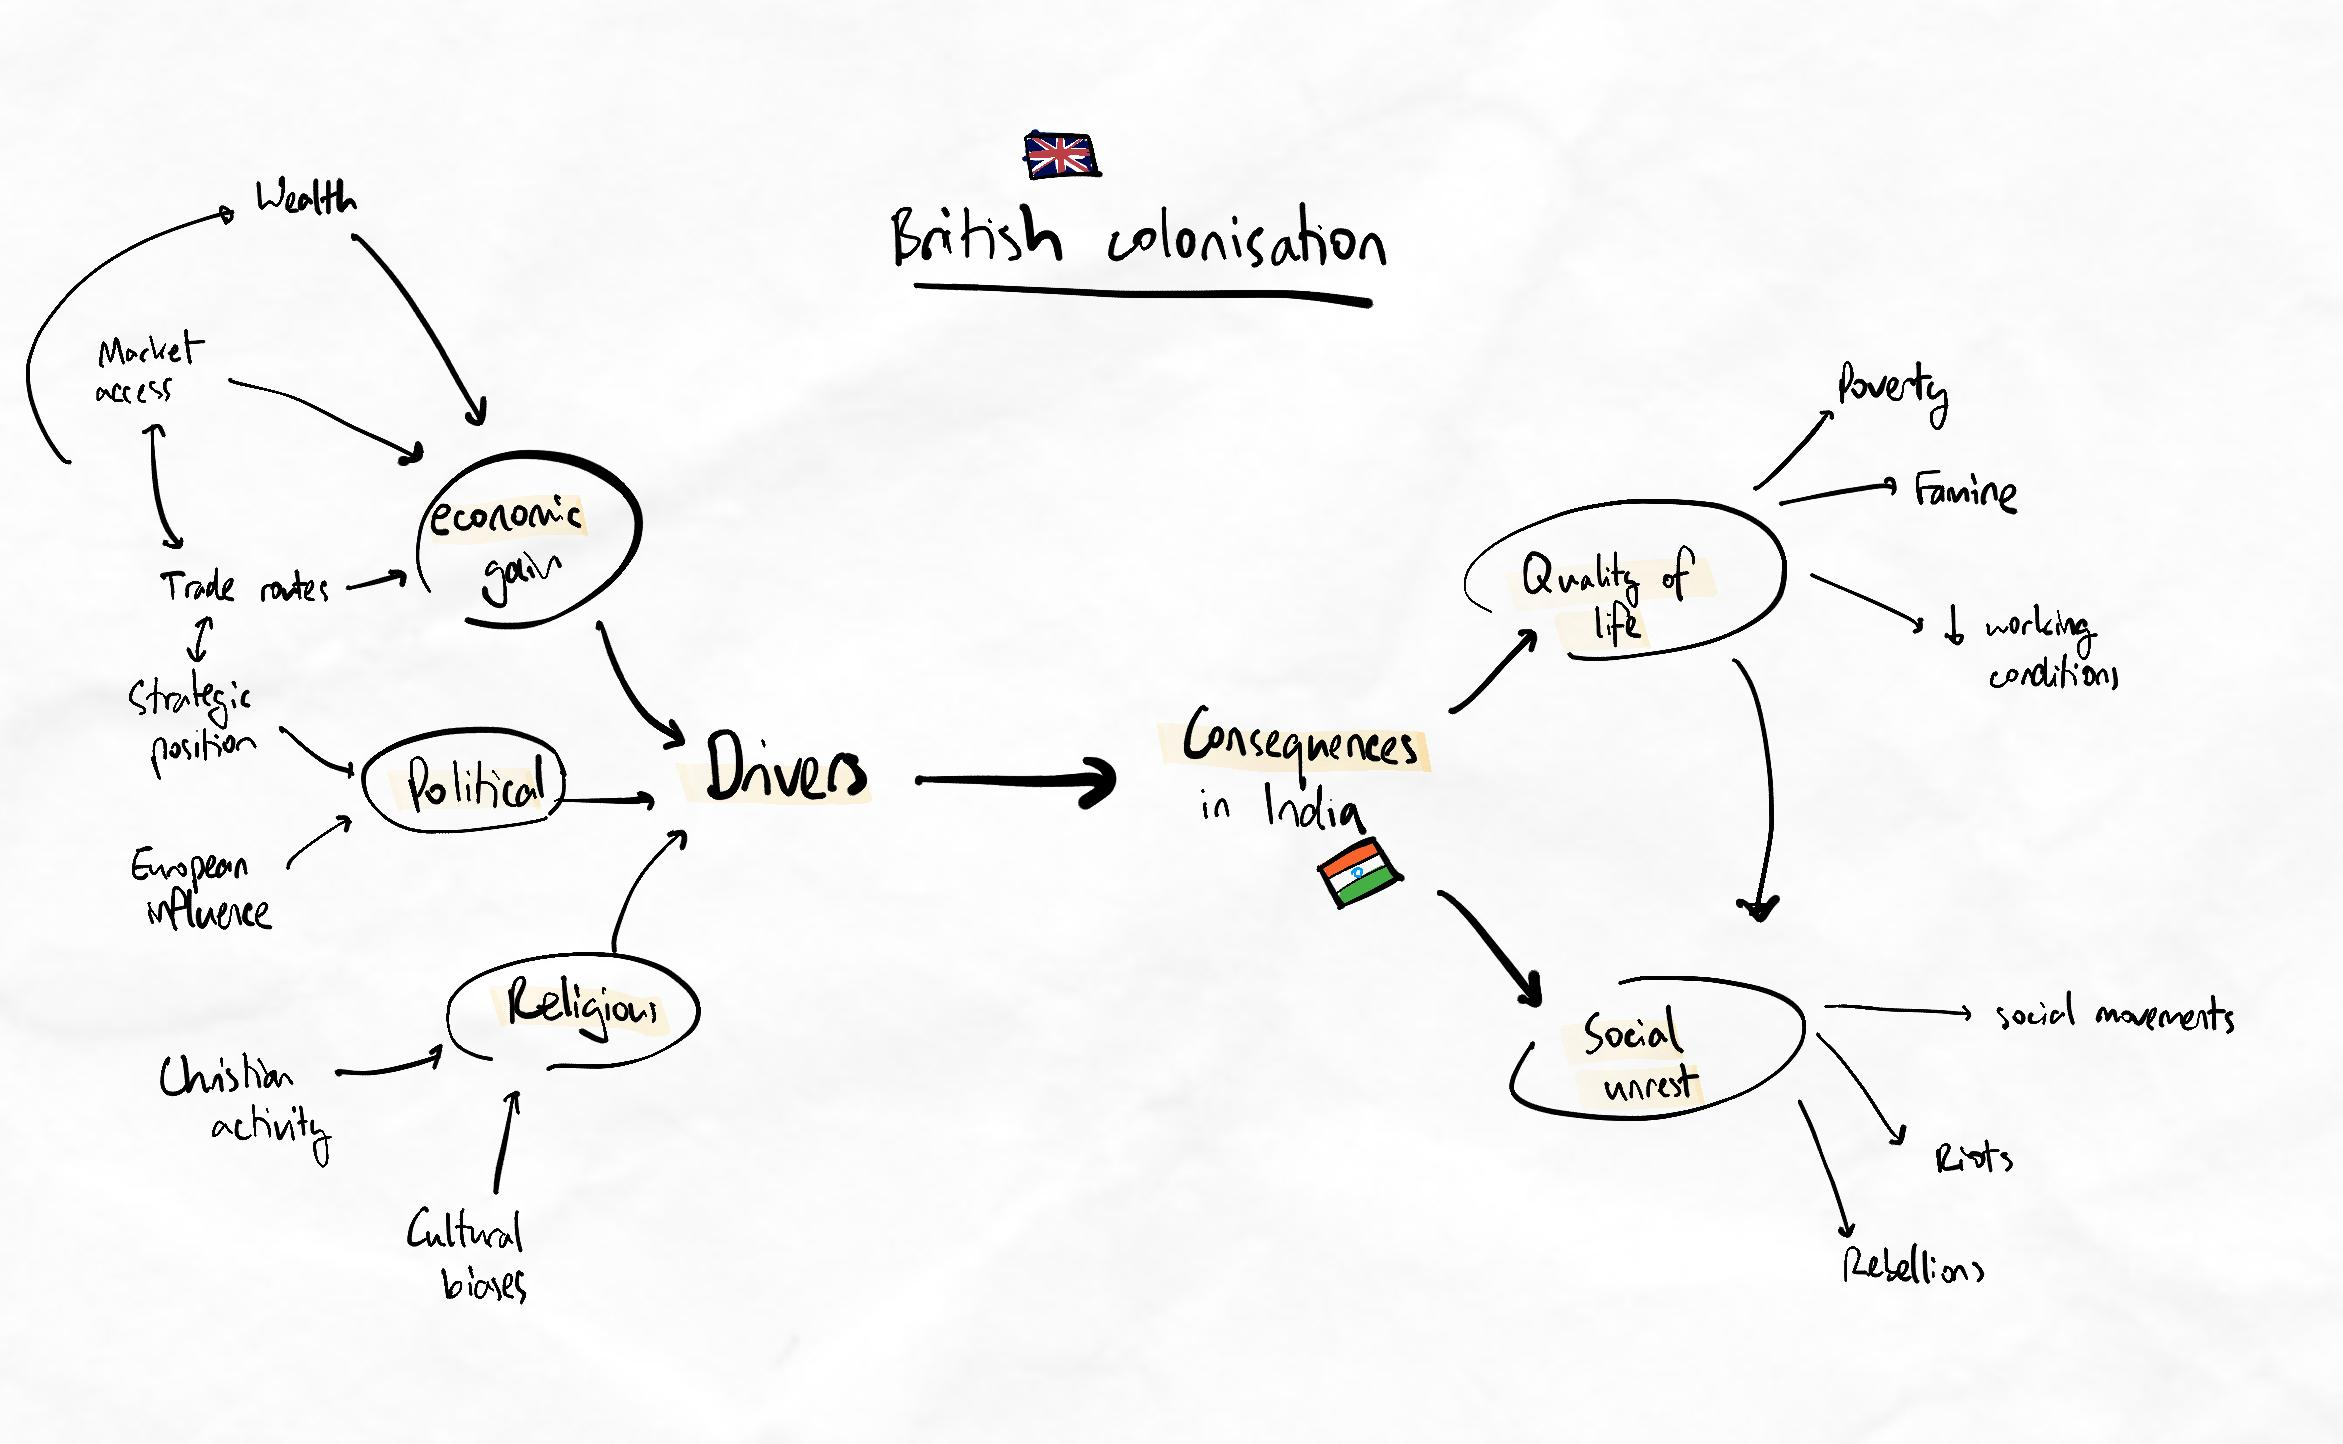 British colonisation
Wealth
Market
access
economic
gain
Trade routes
Strategic
position
Political
European
influence
Religious
Christian
activity
Cultural
biases
Drivers
Consequences
in India
Quality of
life
Poverty
Famine
↓ working
conditions
Social
unrest
social movements
Riots
Rebellions